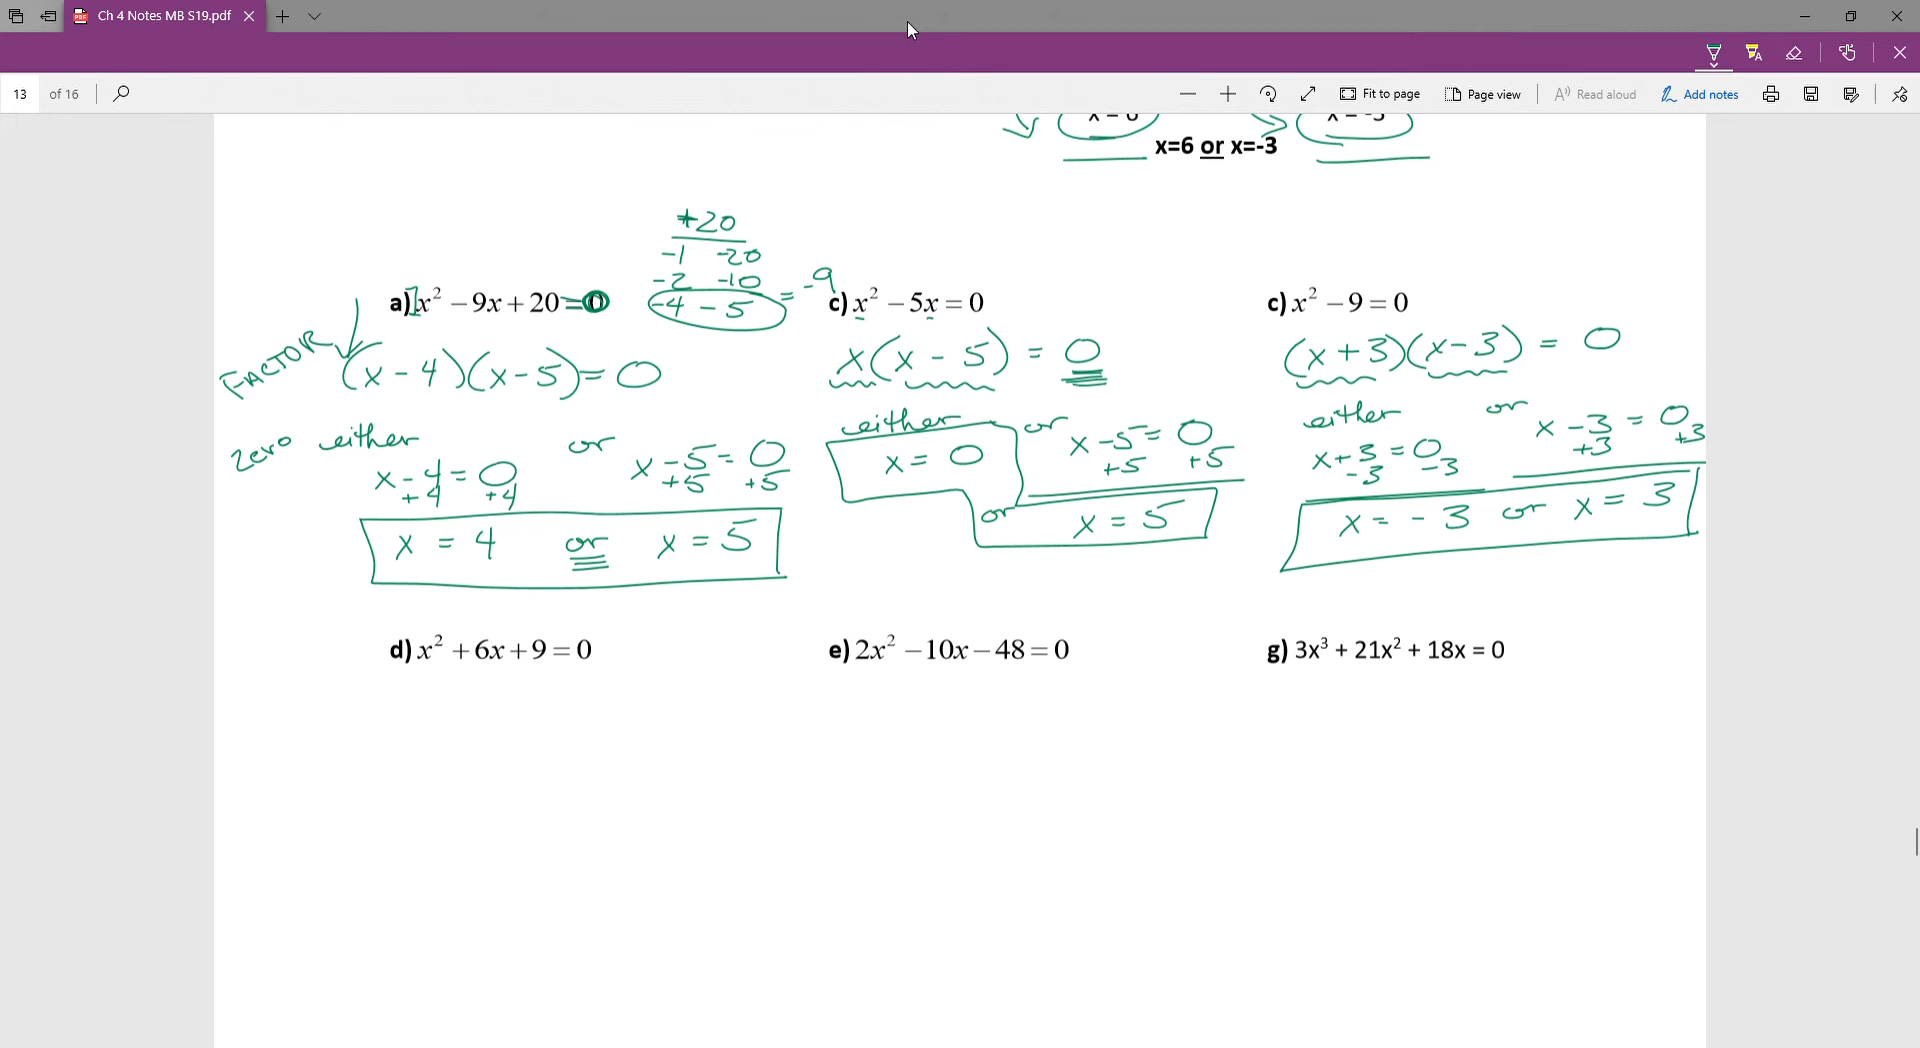 Ch 4 Notes MB S19.pdf
13 of 16
Fit to page Page view Read aloud Add notes
x=6 or x=-3
+20
-1 -20
-2 -10
-4 -5 = -9
a) 1x² − 9x + 20 = 0
FACTOR
(x - 4)(x - 5) = 0
zero either or
x - 4 = 0 x - 5 = 0
+4 +4 +5 +5
x = 4 or x = 5
c) x² − 5x = 0
x(x - 5) = 0
either or
x = 0 x - 5 = 0
+5 +5
or x = 5
c) x² − 9 = 0
(x + 3)(x - 3) = 0
either or
x + 3 = 0 x - 3 = 0
-3 -3 +3 +3
x = -3 or x = 3
d) x² + 6x + 9 = 0
e) 2x² − 10x − 48 = 0
g) 3x³ + 21x² + 18x = 0